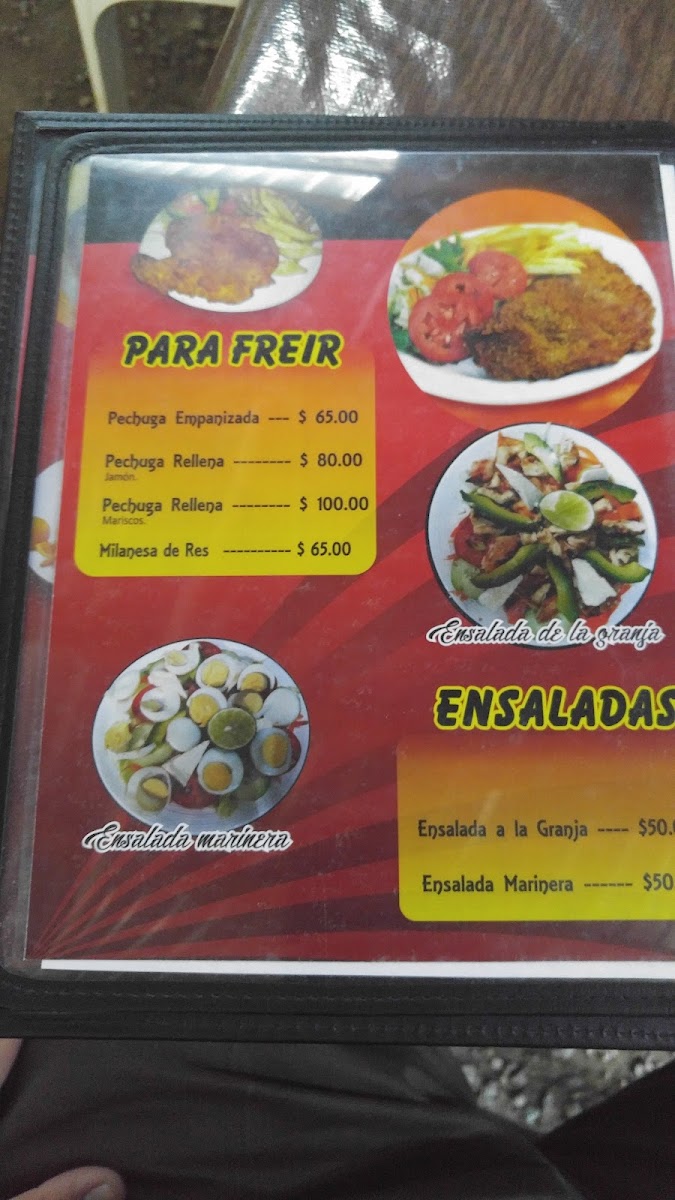 PARA FREIR
Pechuga Empanizada --- $ 65.00
Pechuga Rellena -------- $ 80.00
Jamón.
Pechuga Rellena -------- $ 100.00
Mariscos.
Milanesa de Res ---------- $ 65.00
Ensalada de la granja
Ensalada marinera
ENSALADAS
Ensalada a la Granja ---- $50.
Ensalada Marinera ------ $50